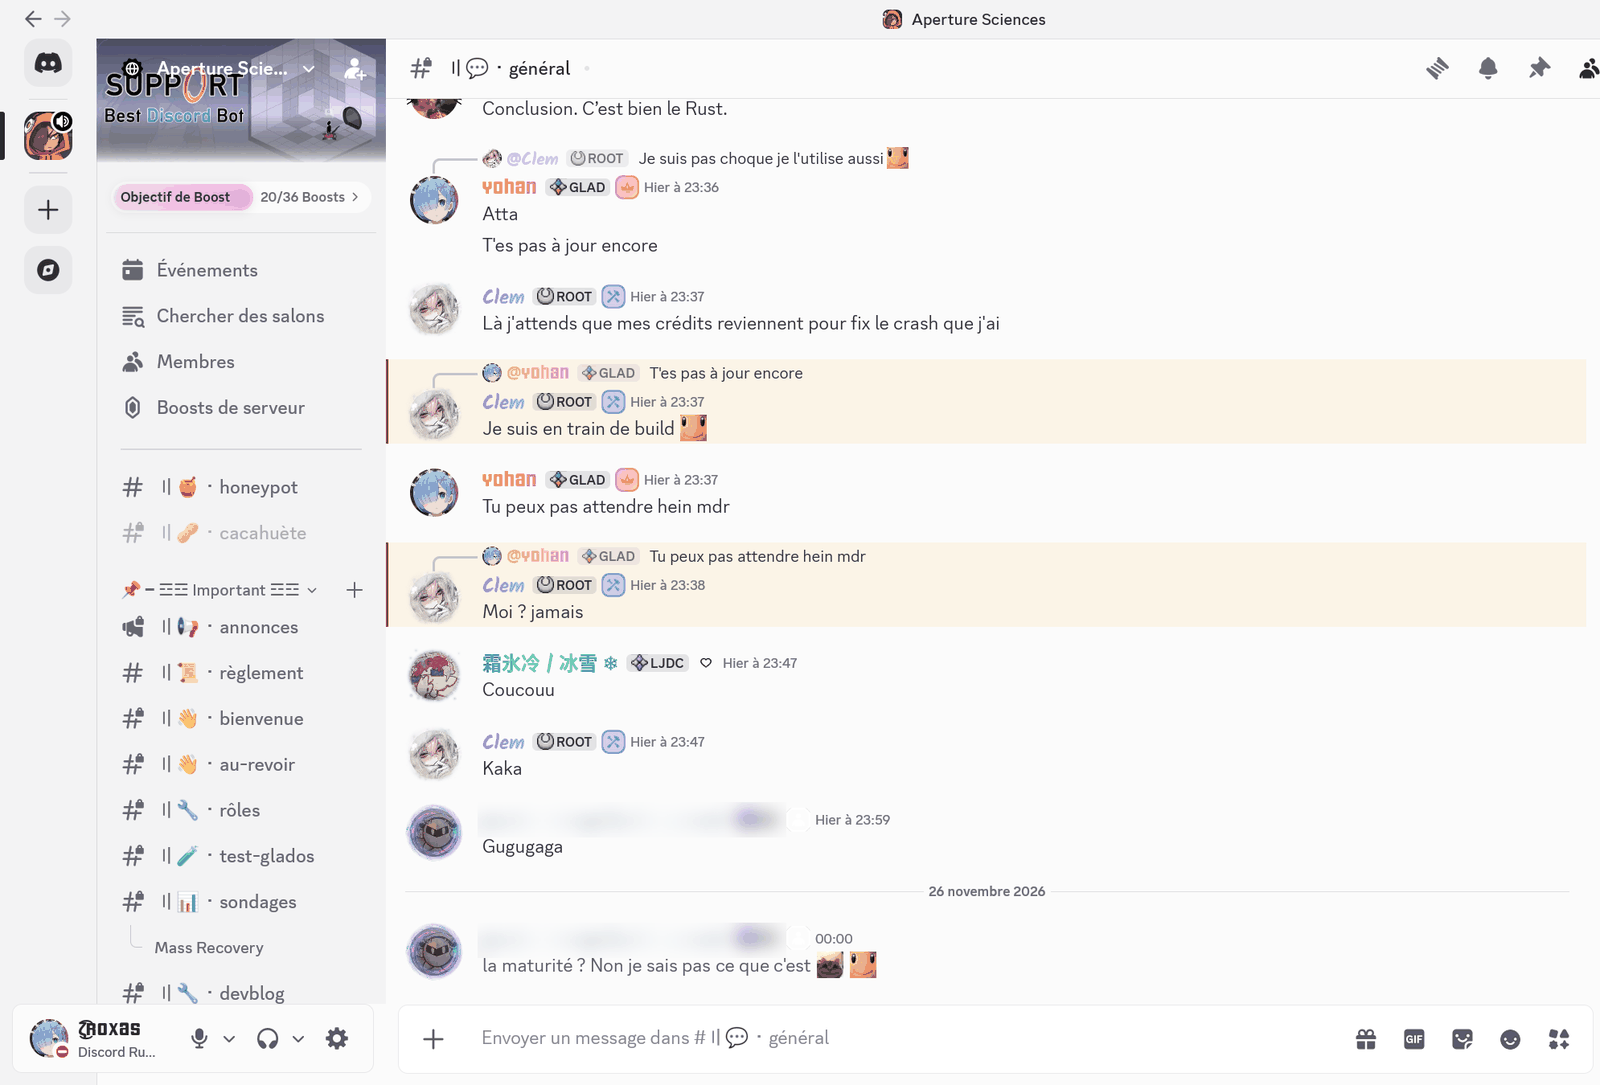 Aperture Sciences
Aperture Scie...
SUPPORT
Best Discord Bot
Objectif de Boost
20/36 Boosts
Événements
Chercher des salons
Membres
Boosts de serveur
honeypot
cacahuète
Important
annonces
règlement
bienvenue
au-revoir
rôles
test-glados
sondages
Mass Recovery
devblog
Roxas
Discord Ru...
général
Conclusion. C'est bien le Rust.
@Clem ROOT Je suis pas choque je l'utilise aussi
yohan GLAD Hier à 23:36
Atta
T'es pas à jour encore
Clem ROOT Hier à 23:37
Là j'attends que mes crédits reviennent pour fix le crash que j'ai
@yohan GLAD T'es pas à jour encore
Clem ROOT Hier à 23:37
Je suis en train de build
yohan GLAD Hier à 23:37
Tu peux pas attendre hein mdr
@yohan GLAD Tu peux pas attendre hein mdr
Clem ROOT Hier à 23:38
Moi ? jamais
霜氷冷 / 冰雪 ❄ LJDC Hier à 23:47
Coucouu
Clem ROOT Hier à 23:47
Kaka
Hier à 23:59
Gugugaga
26 novembre 2026
00:00
la maturité ? Non je sais pas ce que c'est
Envoyer un message dans # général
GIF